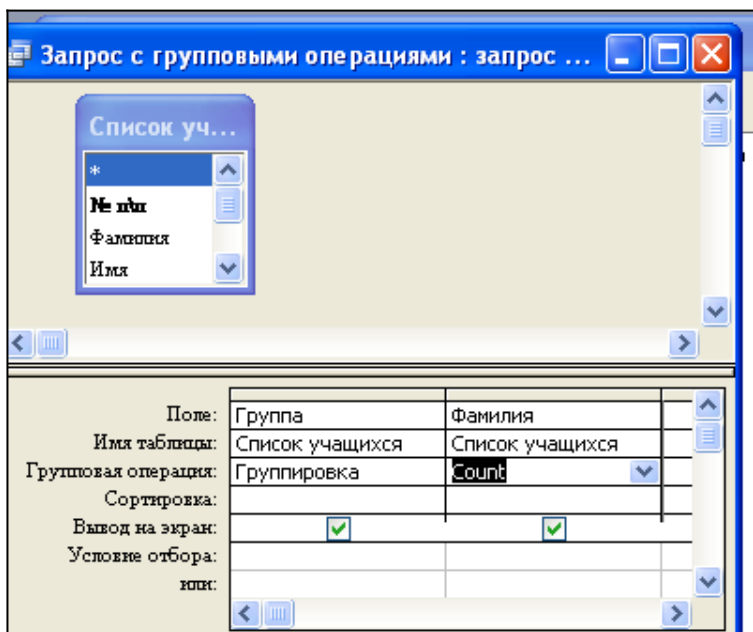 Запрос с групповыми операциями : запрос ...
Список уч...
*
№ п\п
Фамилия
Имя
Поле: Группа Фамилия
Имя таблицы: Список учащихся Список учащихся
Групповая операция: Группировка Count
Сортировка:
Вывод на экран:
Условие отбора:
или: